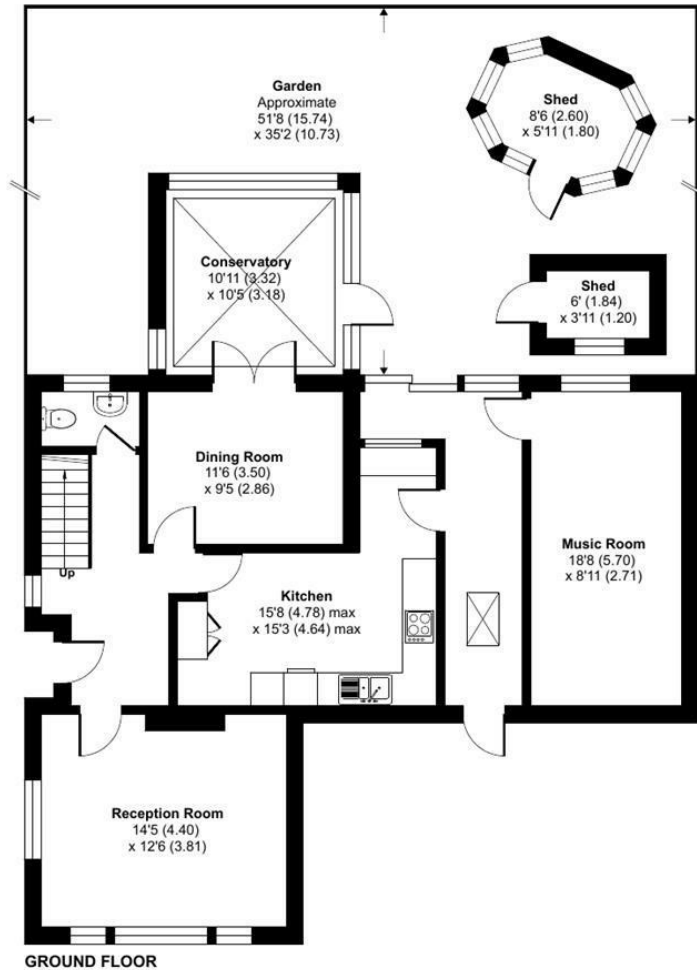 Garden
Approximate
51'8 (15.74)
x 35'2 (10.73)
Shed
8'6 (2.60)
x 5'11 (1.80)
Conservatory
10'11 (3.32)
x 10'5 (3.18)
Shed
6' (1.84)
x 3'11 (1.20)
Dining Room
11'6 (3.50)
x 9'5 (2.86)
Up
Music Room
18'8 (5.70)
x 8'11 (2.71)
Kitchen
15'8 (4.78) max
x 15'3 (4.64) max
Reception Room
14'5 (4.40)
x 12'6 (3.81)
GROUND FLOOR